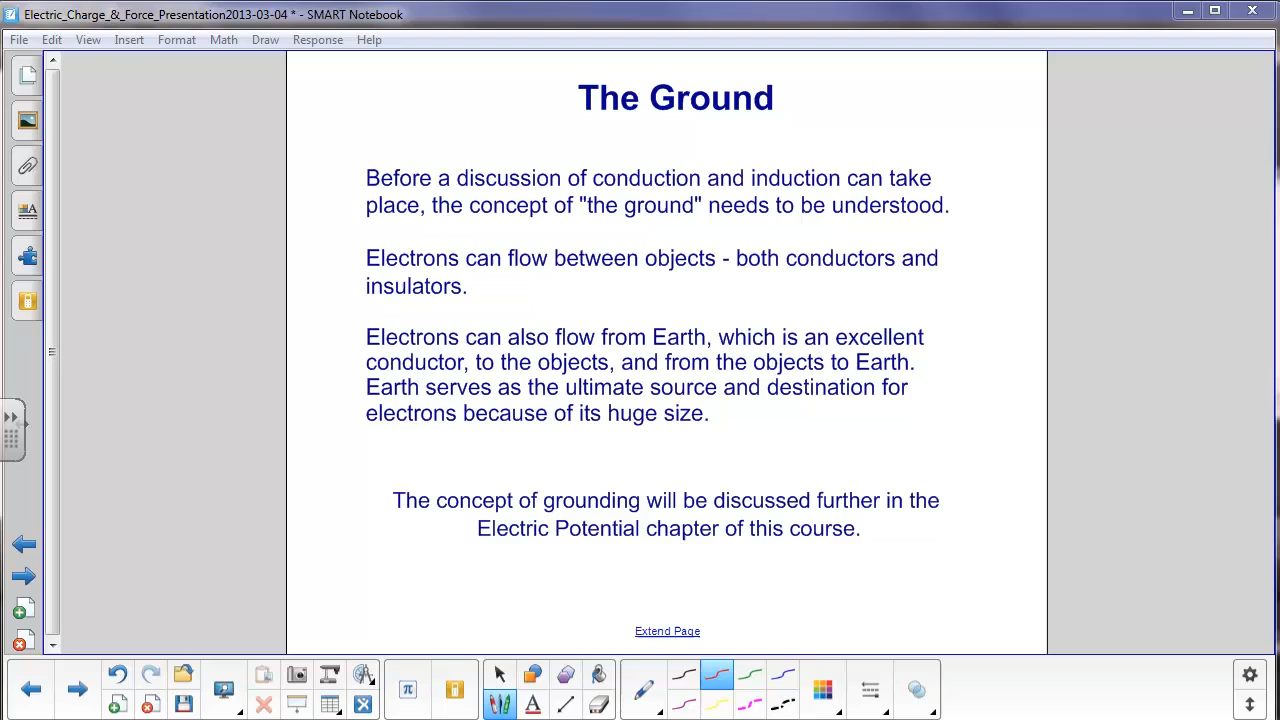 Electric_Charge_&_Force_Presentation2013-03-04 * - SMART Notebook
File Edit View Insert Format Math Draw Response Help
The Ground
Before a discussion of conduction and induction can take
place, the concept of "the ground" needs to be understood.
Electrons can flow between objects - both conductors and
insulators.
Electrons can also flow from Earth, which is an excellent
conductor, to the objects, and from the objects to Earth.
Earth serves as the ultimate source and destination for
electrons because of its huge size.
The concept of grounding will be discussed further in the
Electric Potential chapter of this course.
Extend Page